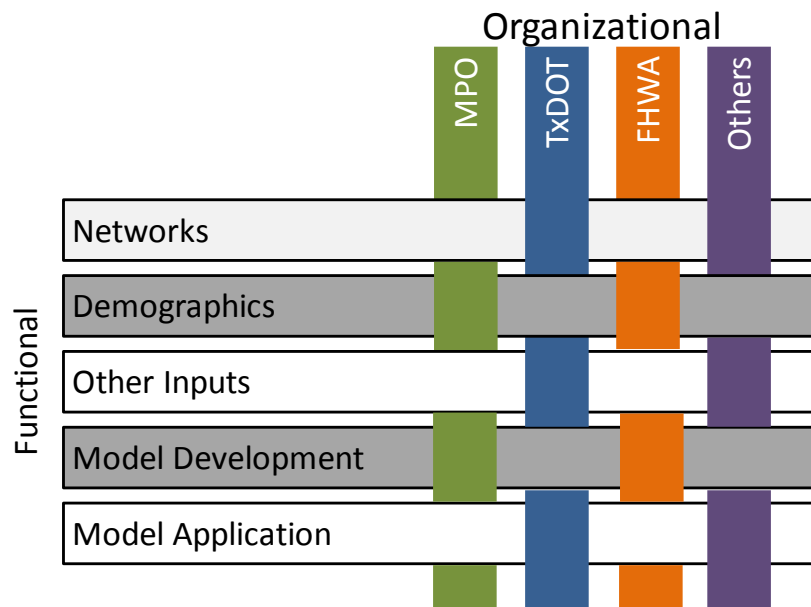 Organizational
MPO
TxDOT
FHWA
Others
Functional
Networks
Demographics
Other Inputs
Model Development
Model Application